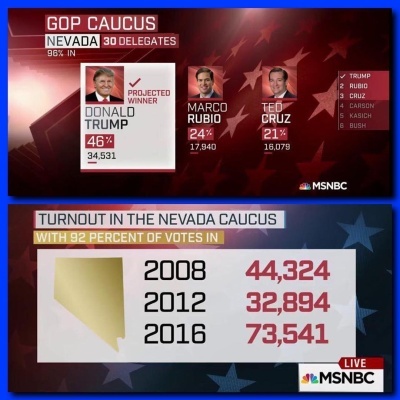 GOP CAUCUS
NEVADA 30 DELEGATES
96% IN
PROJECTED
WINNER
DONALD
TRUMP
46%
34,531
MARCO
RUBIO
24%
17,940
TED
CRUZ
21%
16,079
✓ TRUMP
2 RUBIO
3 CRUZ
4 CARSON
5 KASICH
6 BUSH
MSNBC
TURNOUT IN THE NEVADA CAUCUS
WITH 92 PERCENT OF VOTES IN
2008 44,324
2012 32,894
2016 73,541
LIVE
MSNBC